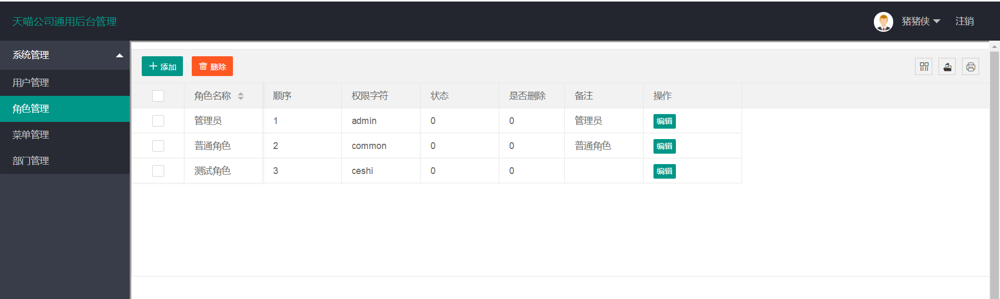 天喵公司通用后台管理
猪猪侠
注销
系统管理
用户管理
角色管理
菜单管理
部门管理
添加
删除
角色名称 顺序 权限字符 状态 是否删除 备注 操作
管理员 1 admin 0 0 管理员 编辑
普通角色 2 common 0 0 普通角色 编辑
测试角色 3 ceshi 0 0 编辑